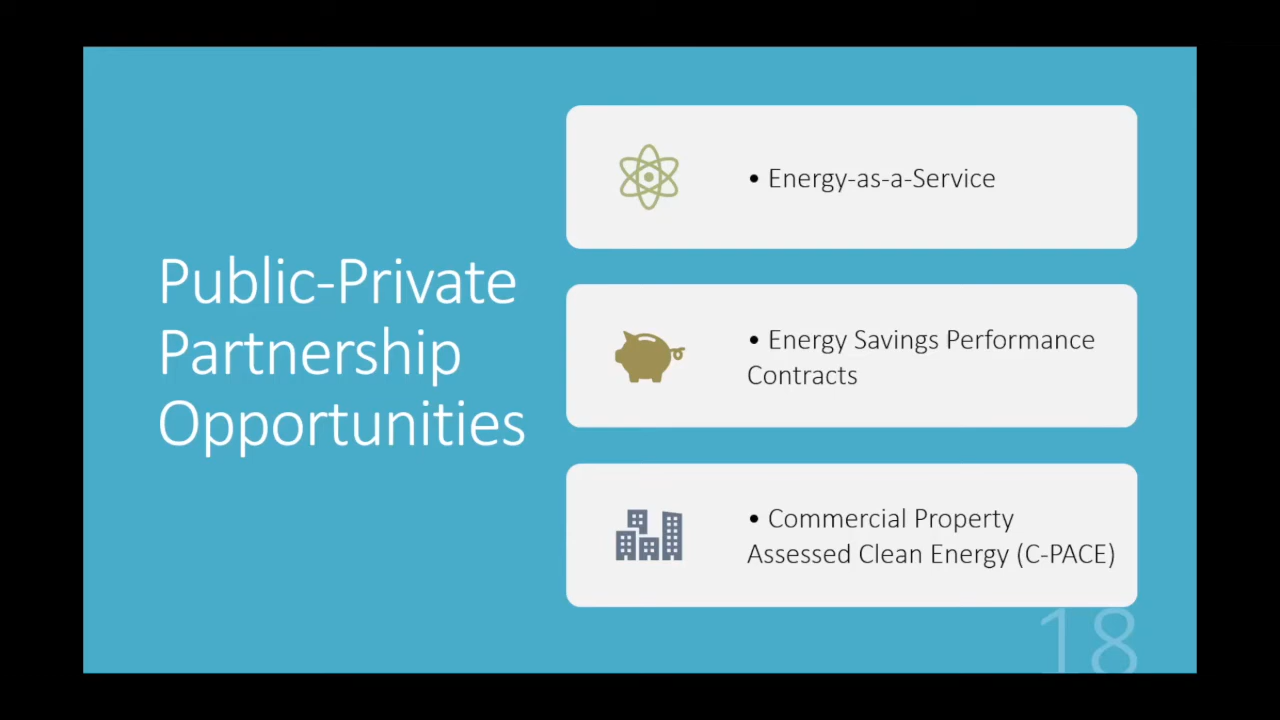 Public-Private
Partnership
Opportunities
• Energy-as-a-Service
• Energy Savings Performance
Contracts
• Commercial Property
Assessed Clean Energy (C-PACE)
18